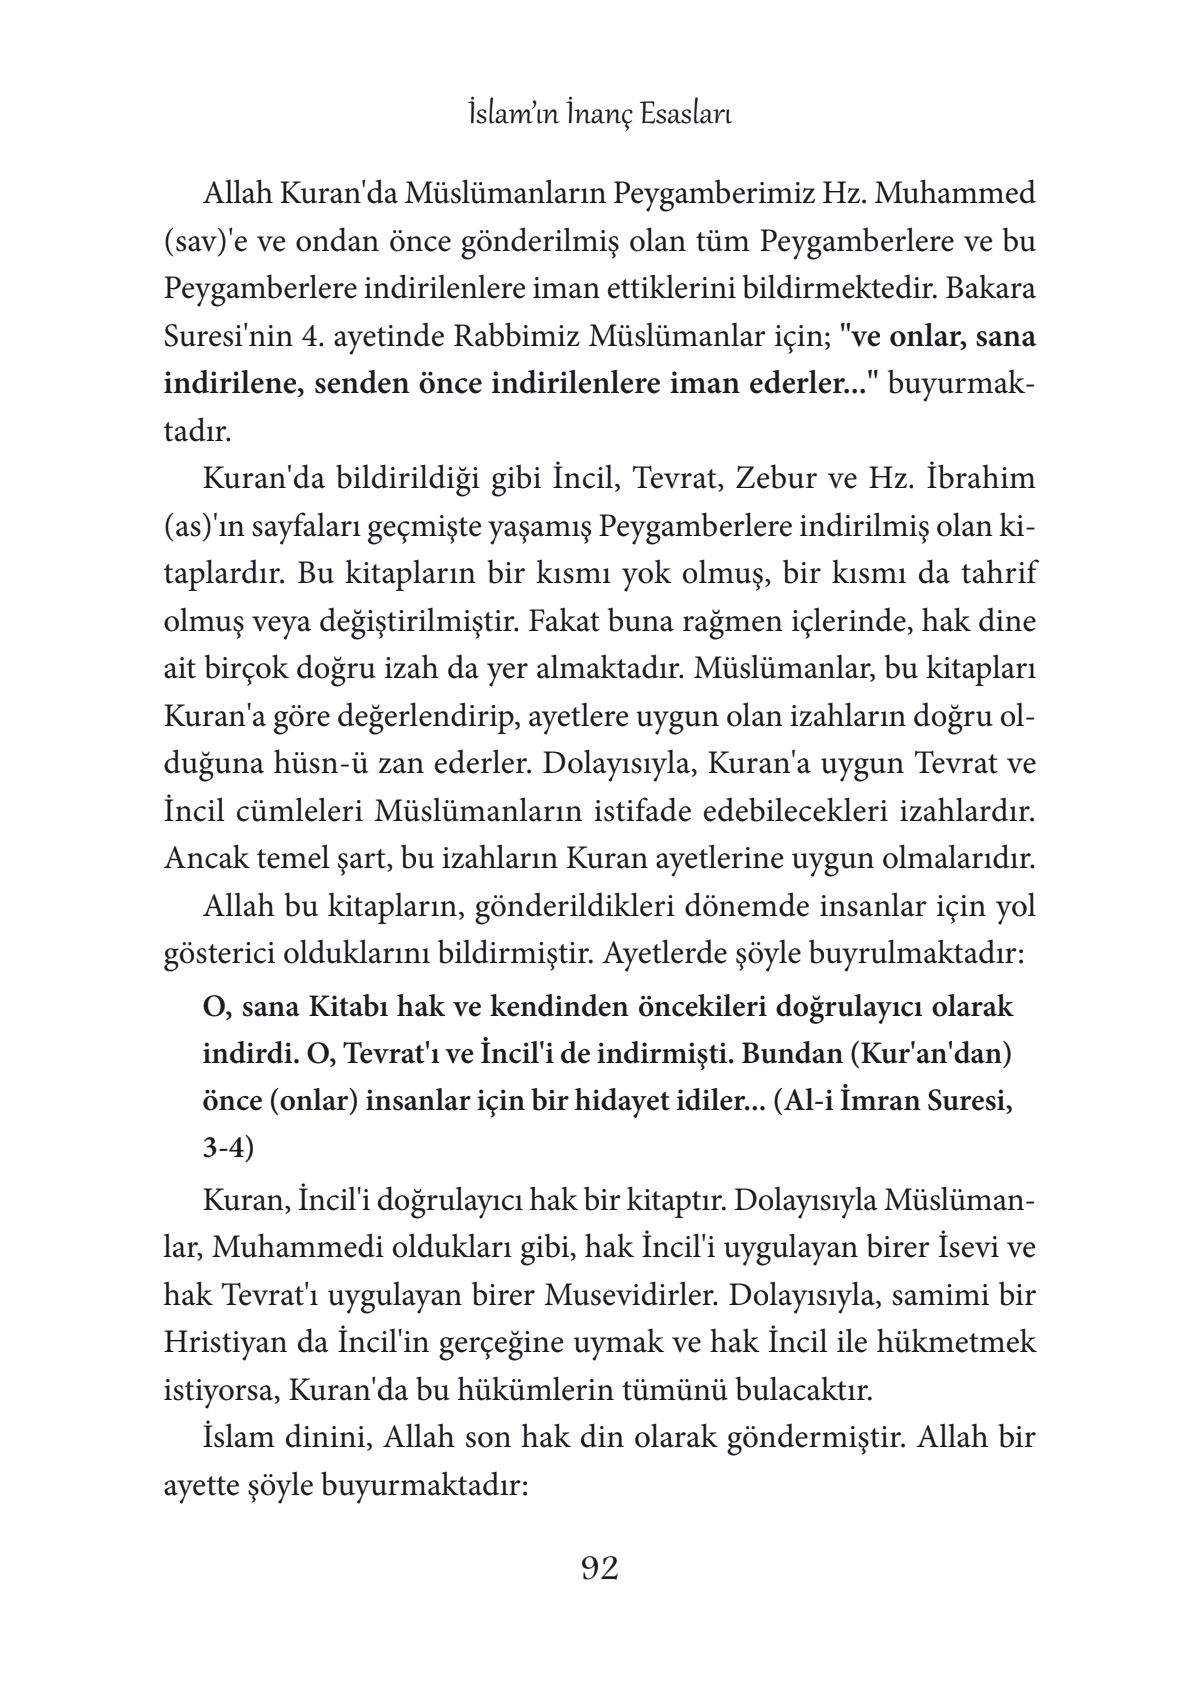 İslam’ın İnanç Esasları
Allah Kuran'da Müslümanların Peygamberimiz Hz. Muhammed
(sav)'e ve ondan önce gönderilmiş olan tüm Peygamberlere ve bu
Peygamberlere indirilenlere iman ettiklerini bildirmektedir. Bakara
Suresi'nin 4. ayetinde Rabbimiz Müslümanlar için; "ve onlar, sana
indirilene, senden önce indirilenlere iman ederler..." buyurmak-
tadır.
Kuran'da bildirildiği gibi İncil, Tevrat, Zebur ve Hz. İbrahim
(as)'ın sayfaları geçmişte yaşamış Peygamberlere indirilmiş olan ki-
taplardır. Bu kitapların bir kısmı yok olmuş, bir kısmı da tahrif
olmuş veya değiştirilmiştir. Fakat buna rağmen içlerinde, hak dine
ait birçok doğru izah da yer almaktadır. Müslümanlar, bu kitapları
Kuran'a göre değerlendirip, ayetlere uygun olan izahların doğru ol-
duğuna hüsn-ü zan ederler. Dolayısıyla, Kuran'a uygun Tevrat ve
İncil cümleleri Müslümanların istifade edebilecekleri izahlardır.
Ancak temel şart, bu izahların Kuran ayetlerine uygun olmalarıdır.
Allah bu kitapların, gönderildikleri dönemde insanlar için yol
gösterici olduklarını bildirmiştir. Ayetlerde şöyle buyrulmaktadır:
O, sana Kitabı hak ve kendinden öncekileri doğrulayıcı olarak
indirdi. O, Tevrat'ı ve İncil'i de indirmişti. Bundan (Kur'an'dan)
önce (onlar) insanlar için bir hidayet idiler... (Al-i İmran Suresi,
3-4)
Kuran, İncil'i doğrulayıcı hak bir kitaptır. Dolayısıyla Müslüman-
lar, Muhammedi oldukları gibi, hak İncil'i uygulayan birer İsevi ve
hak Tevrat'ı uygulayan birer Musevidirler. Dolayısıyla, samimi bir
Hristiyan da İncil'in gerçeğine uymak ve hak İncil ile hükmetmek
istiyorsa, Kuran'da bu hükümlerin tümünü bulacaktır.
İslam dinini, Allah son hak din olarak göndermiştir. Allah bir
ayette şöyle buyurmaktadır:
92